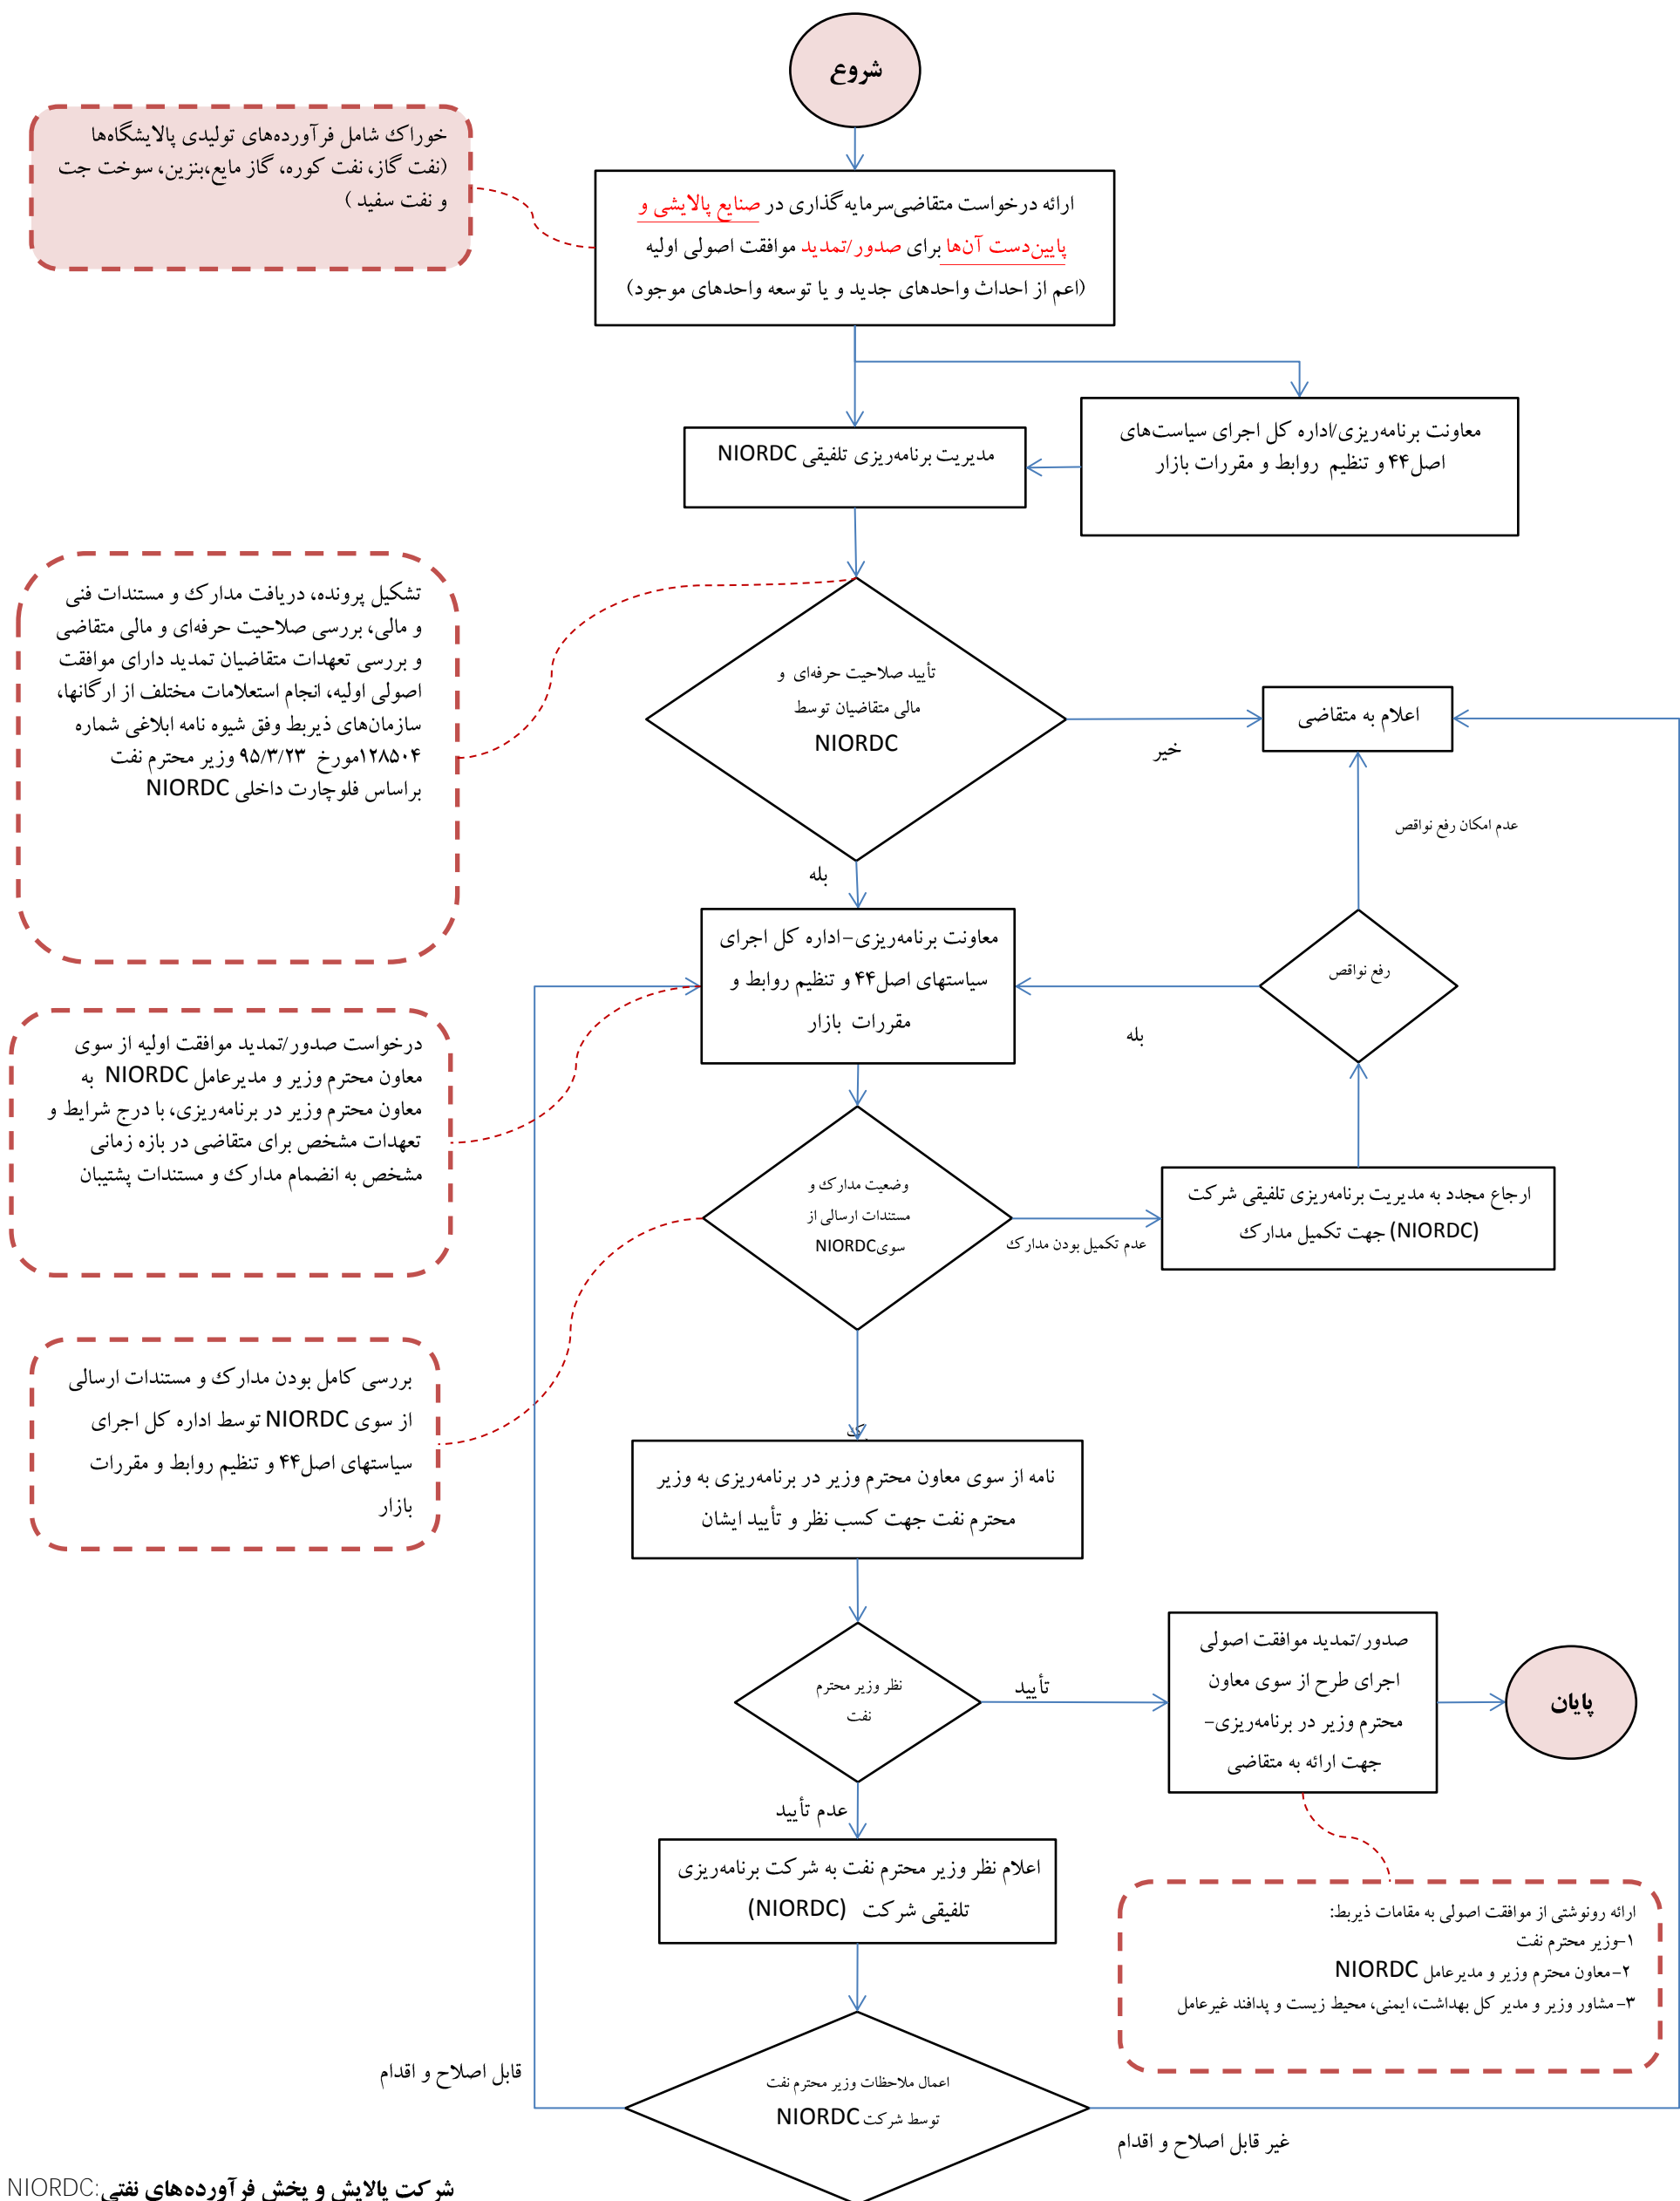 شروع
خوراک شامل فرآورده‌های تولیدی پالایشگاه‌ها
(نفت گاز، نفت کوره، گاز مایع،بنزین، سوخت جت
و نفت سفید )
ارائه درخواست متقاضی‌سرمایه‌گذاری در صنایع پالایشی و
پایین‌دست آن‌ها برای صدور/تمدید موافقت اصولی اولیه
(اعم از احداث واحدهای جدید و یا توسعه واحدهای موجود)
معاونت برنامه‌ریزی/اداره کل اجرای سیاست‌های
اصل۴۴ و تنظیم روابط و مقررات بازار
مدیریت برنامه‌ریزی تلفیقی NIORDC
تشکیل پرونده، دریافت مدارک و مستندات فنی
و مالی، بررسی صلاحیت حرفه‌ای و مالی متقاضی
و بررسی تعهدات متقاضیان تمدید دارای موافقت
اصولی اولیه، انجام استعلامات مختلف از ارگانها،
سازمان‌های ذیربط وفق شیوه نامه ابلاغی شماره
۱۲۸۵۰۴مورخ ۹۵/۳/۲۳ وزیر محترم نفت
براساس فلوچارت داخلی NIORDC
تأیید صلاحیت حرفه‌ای و
مالی متقاضیان توسط
NIORDC
خیر
اعلام به متقاضی
عدم امکان رفع نواقص
بله
معاونت برنامه‌ریزی-اداره کل اجرای
سیاستهای اصل۴۴ و تنظیم روابط و
مقررات بازار
رفع نواقص
بله
درخواست صدور/تمدید موافقت اولیه از سوی
معاون محترم وزیر و مدیرعامل NIORDC به
معاون محترم وزیر در برنامه‌ریزی، با درج شرایط و
تعهدات مشخص برای متقاضی در بازه زمانی
مشخص به انضمام مدارک و مستندات پشتیبان
وضعیت مدارک و
مستندات ارسالی از
سویNIORDC
عدم تکمیل بودن مدارک
ارجاع مجدد به مدیریت برنامه‌ریزی تلفیقی شرکت
(NIORDC) جهت تکمیل مدارک
بررسی کامل بودن مدارک و مستندات ارسالی
از سوی NIORDC توسط اداره کل اجرای
سیاستهای اصل۴۴ و تنظیم روابط و مقررات
بازار
نامه از سوی معاون محترم وزیر در برنامه‌ریزی به وزیر
محترم نفت جهت کسب نظر و تأیید ایشان
نظر وزیر محترم
نفت
تأیید
صدور/تمدید موافقت اصولی
اجرای طرح از سوی معاون
محترم وزیر در برنامه‌ریزی-
جهت ارائه به متقاضی
پایان
عدم تأیید
اعلام نظر وزیر محترم نفت به شرکت برنامه‌ریزی
تلفیقی شرکت (NIORDC)
ارائه رونوشتی از موافقت اصولی به مقامات ذیربط:
۱-وزیر محترم نفت
۲-معاون محترم وزیر و مدیرعامل NIORDC
۳-مشاور وزیر و مدیر کل بهداشت، ایمنی، محیط زیست و پدافند غیرعامل
قابل اصلاح و اقدام
اعمال ملاحظات وزیر محترم نفت
توسط شرکت NIORDC
غیر قابل اصلاح و اقدام
NIORDC:شرکت پالایش و پخش فرآورده‌های نفتی